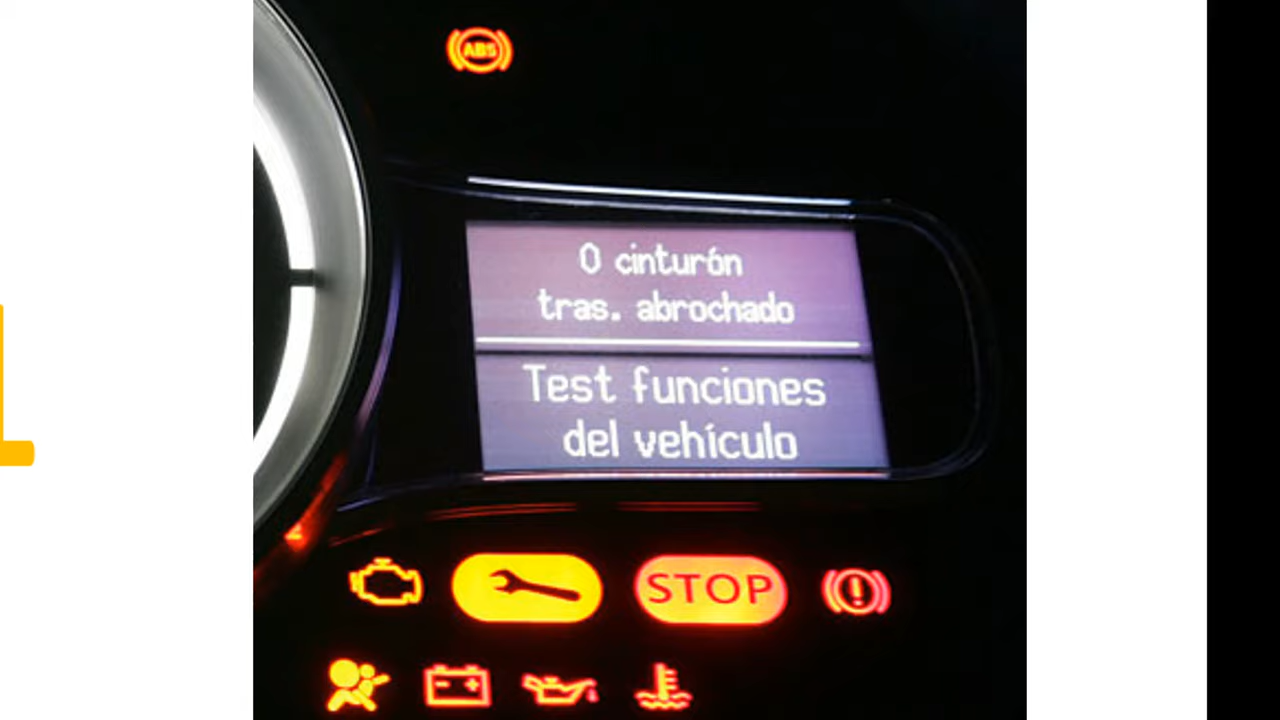 ABS
0 cinturón
tras. abrochado
Test funciones
del vehículo
STOP